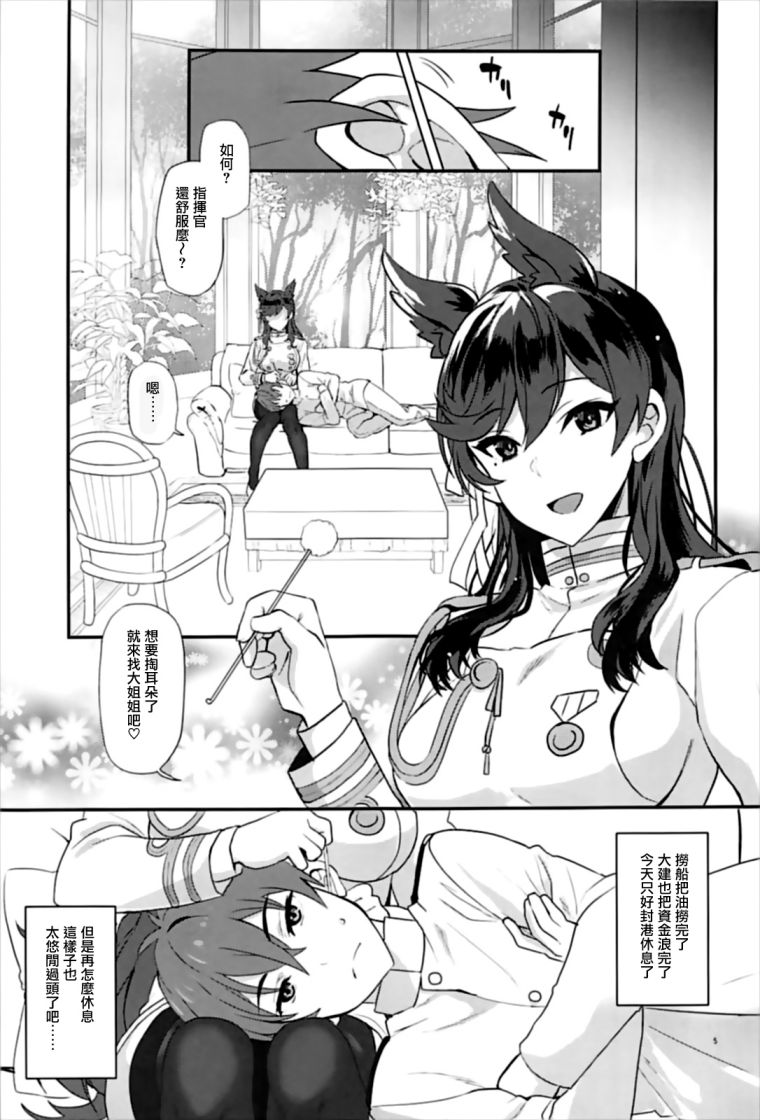 カリ
カリ
如何？
指揮官
還舒服麼～？
嗯
……
想要掏耳朵了
就來找大姐姐吧♡
撈船把油撈完了
大建也把資金浪完了
今天只好封港休息了
但是再怎麼休息
這樣子也
太悠閒過頭了吧……
5